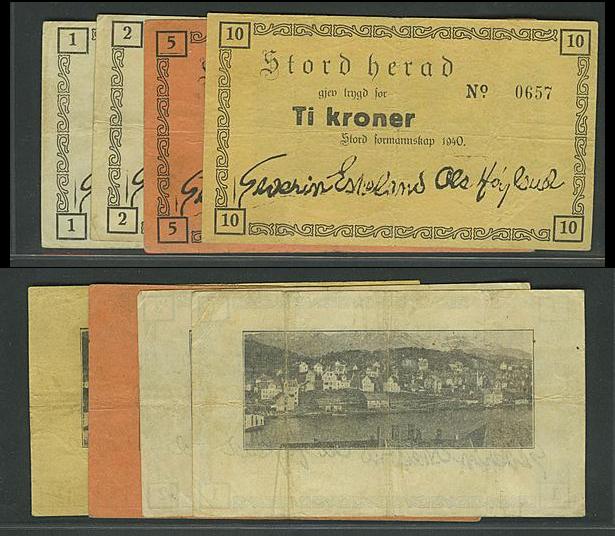 1
2
5
10
10
Stord herad
gjev trygd for
Nº 0657
Ti kroner
Stord formannskap 1940.
Severin Eskeland Ols Høyland
1
2
5
10
10